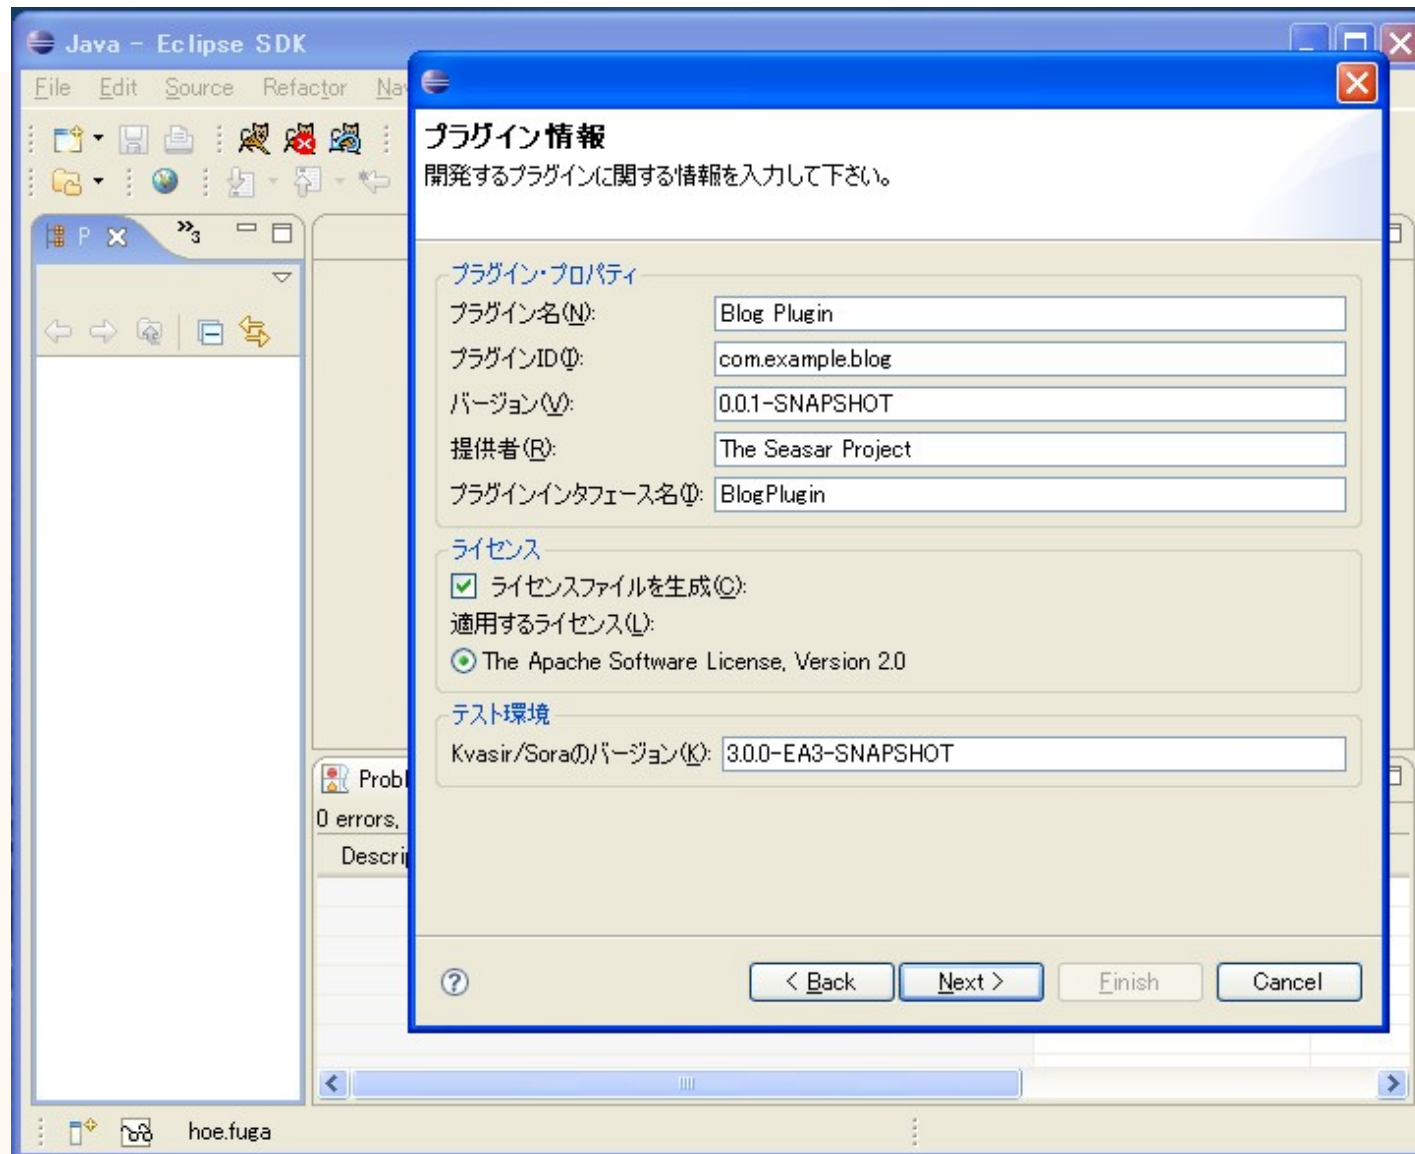 Java - Eclipse SDK
File Edit Source Refactor Na
プラグイン情報
開発するプラグインに関する情報を入力して下さい。
P
»3
プラグイン・プロパティ
プラグイン名(N): Blog Plugin
プラグインID(I): com.example.blog
バージョン(V): 0.0.1-SNAPSHOT
提供者(R): The Seasar Project
プラグインインタフェース名(I): BlogPlugin
ライセンス
ライセンスファイルを生成(C):
適用するライセンス(L):
The Apache Software License, Version 2.0
テスト環境
Kvasir/Soraのバージョン(K): 3.0.0-EA3-SNAPSHOT
Probl
0 errors,
Descrip
< Back Next > Finish Cancel
hoe.fuga